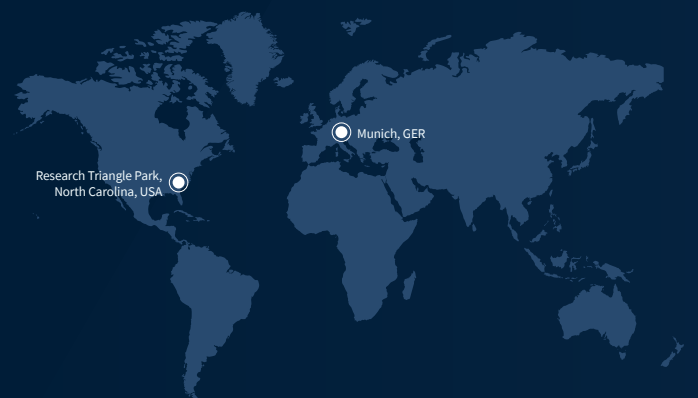 Munich, GER
Research Triangle Park,
North Carolina, USA